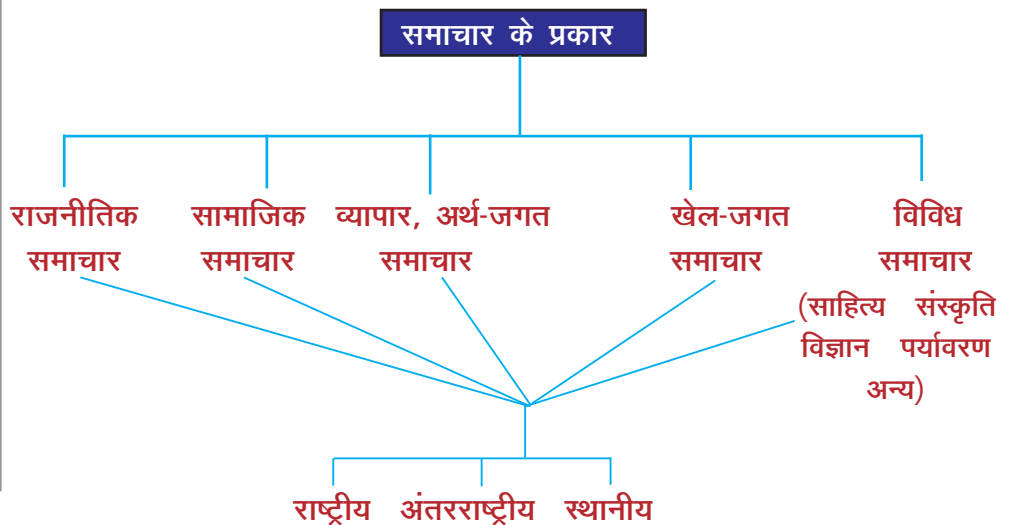 समाचार के प्रकार
राजनीतिक समाचार
सामाजिक समाचार
व्यापार, अर्थ-जगत समाचार
खेल-जगत समाचार
विविध समाचार
(साहित्य संस्कृति
विज्ञान पर्यावरण
अन्य)
राष्ट्रीय अंतरराष्ट्रीय स्थानीय